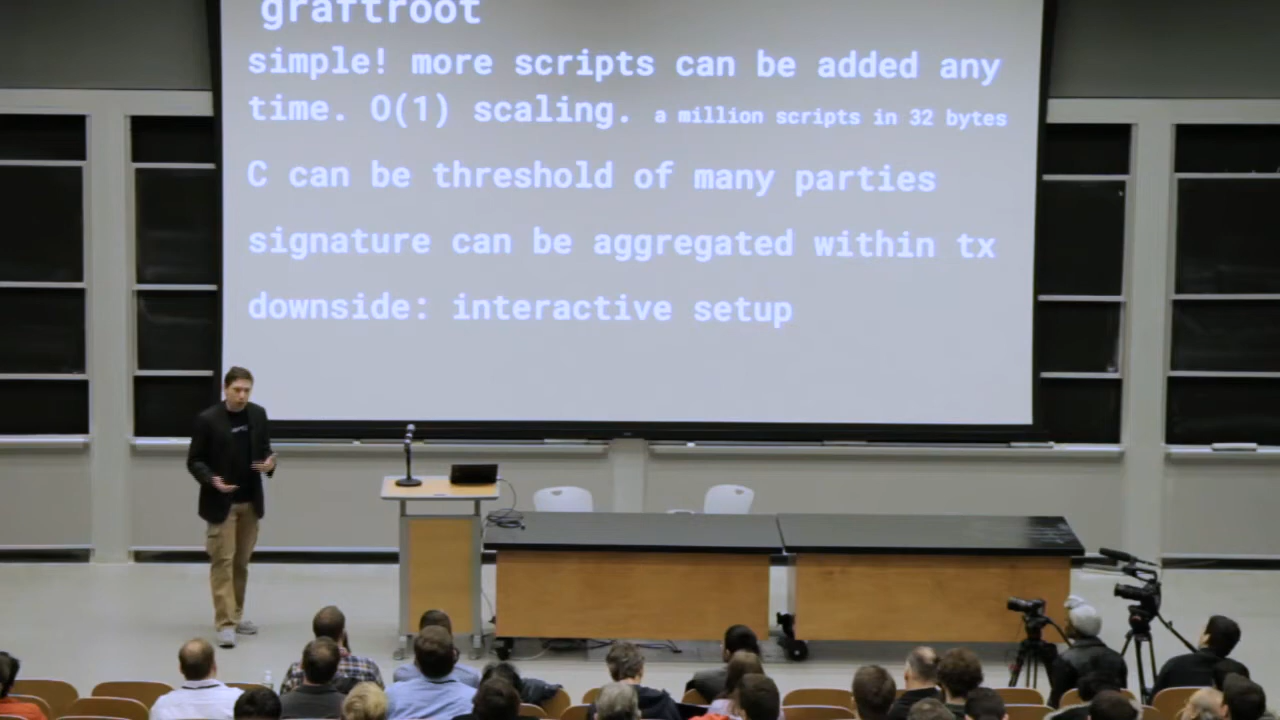 graftroot
simple! more scripts can be added any
time. O(1) scaling. a million scripts in 32 bytes
C can be threshold of many parties
signature can be aggregated within tx
downside: interactive setup